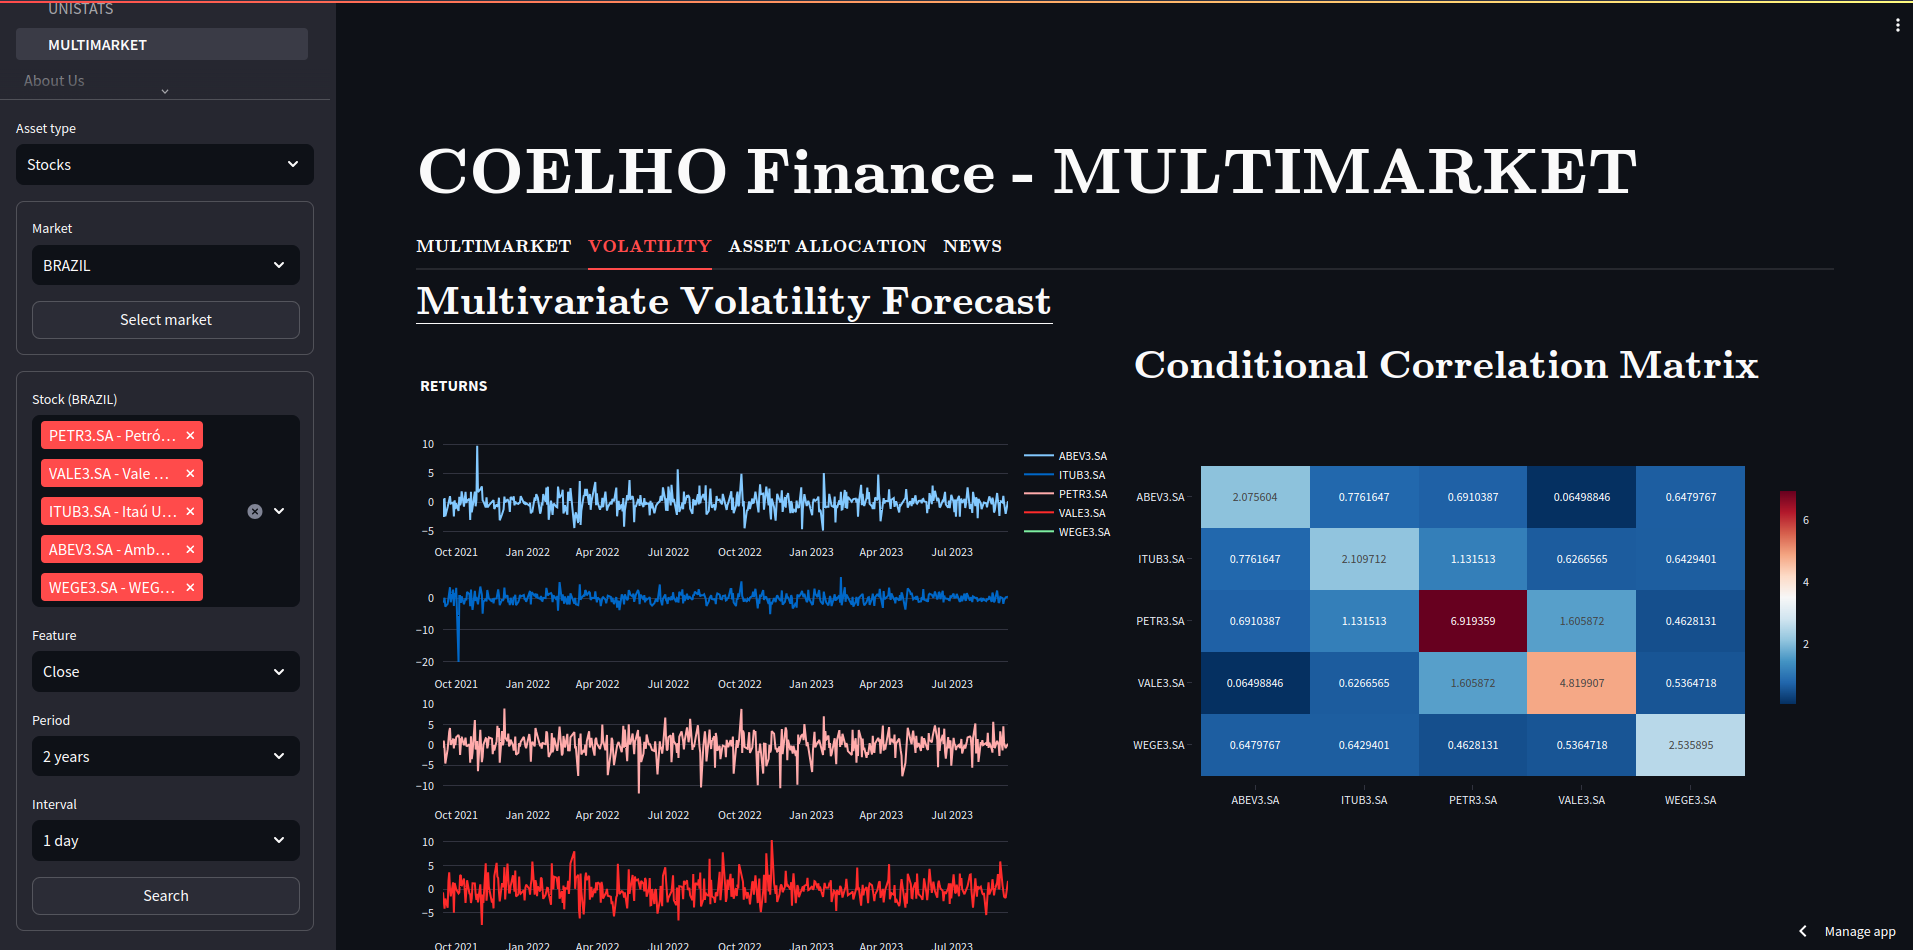 UNISTATS
MULTIMARKET
About Us
Asset type
Stocks
Market
BRAZIL
Select market
Stock (BRAZIL)
PETR3.SA - Petró...
VALE3.SA - Vale ...
ITUB3.SA - Itaú U...
ABEV3.SA - Amb...
WEGE3.SA - WEG...
Feature
Close
Period
2 years
Interval
1 day
Search
COELHO Finance - MULTIMARKET
MULTIMARKET VOLATILITY ASSET ALLOCATION NEWS
Multivariate Volatility Forecast
RETURNS
10
5
0
−5
Oct 2021 Jan 2022 Apr 2022 Jul 2022 Oct 2022 Jan 2023 Apr 2023 Jul 2023
0
−10
−20
Oct 2021 Jan 2022 Apr 2022 Jul 2022 Oct 2022 Jan 2023 Apr 2023 Jul 2023
10
5
0
−5
−10
Oct 2021 Jan 2022 Apr 2022 Jul 2022 Oct 2022 Jan 2023 Apr 2023 Jul 2023
10
5
0
−5
Oct 2021 Jan 2022 Apr 2022 Jul 2022 Oct 2022 Jan 2023 Apr 2023 Jul 2023
ABEV3.SA
ITUB3.SA
PETR3.SA
VALE3.SA
WEGE3.SA
Conditional Correlation Matrix
ABEV3.SA 2.075604 0.7761647 0.6910387 0.06498846 0.6479767
ITUB3.SA 0.7761647 2.109712 1.131513 0.6266565 0.6429401
PETR3.SA 0.6910387 1.131513 6.919359 1.605872 0.4628131
VALE3.SA 0.06498846 0.6266565 1.605872 4.819907 0.5364718
WEGE3.SA 0.6479767 0.6429401 0.4628131 0.5364718 2.535895
ABEV3.SA ITUB3.SA PETR3.SA VALE3.SA WEGE3.SA
6
4
2
Manage app